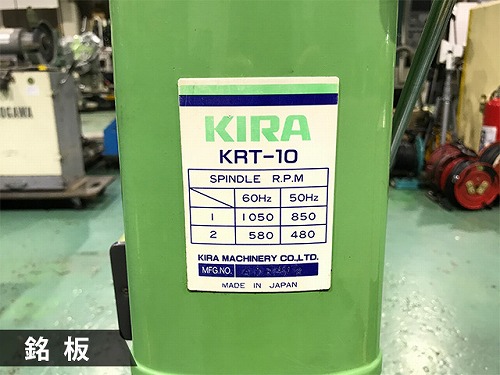 OGAWA
KIRA
KRT-10
SPINDLE R.P.M
60Hz 50Hz
1 1050 850
2 580 480
KIRA MACHINERY CO.,LTD.
MFG.NO.
MADE IN JAPAN
銘板